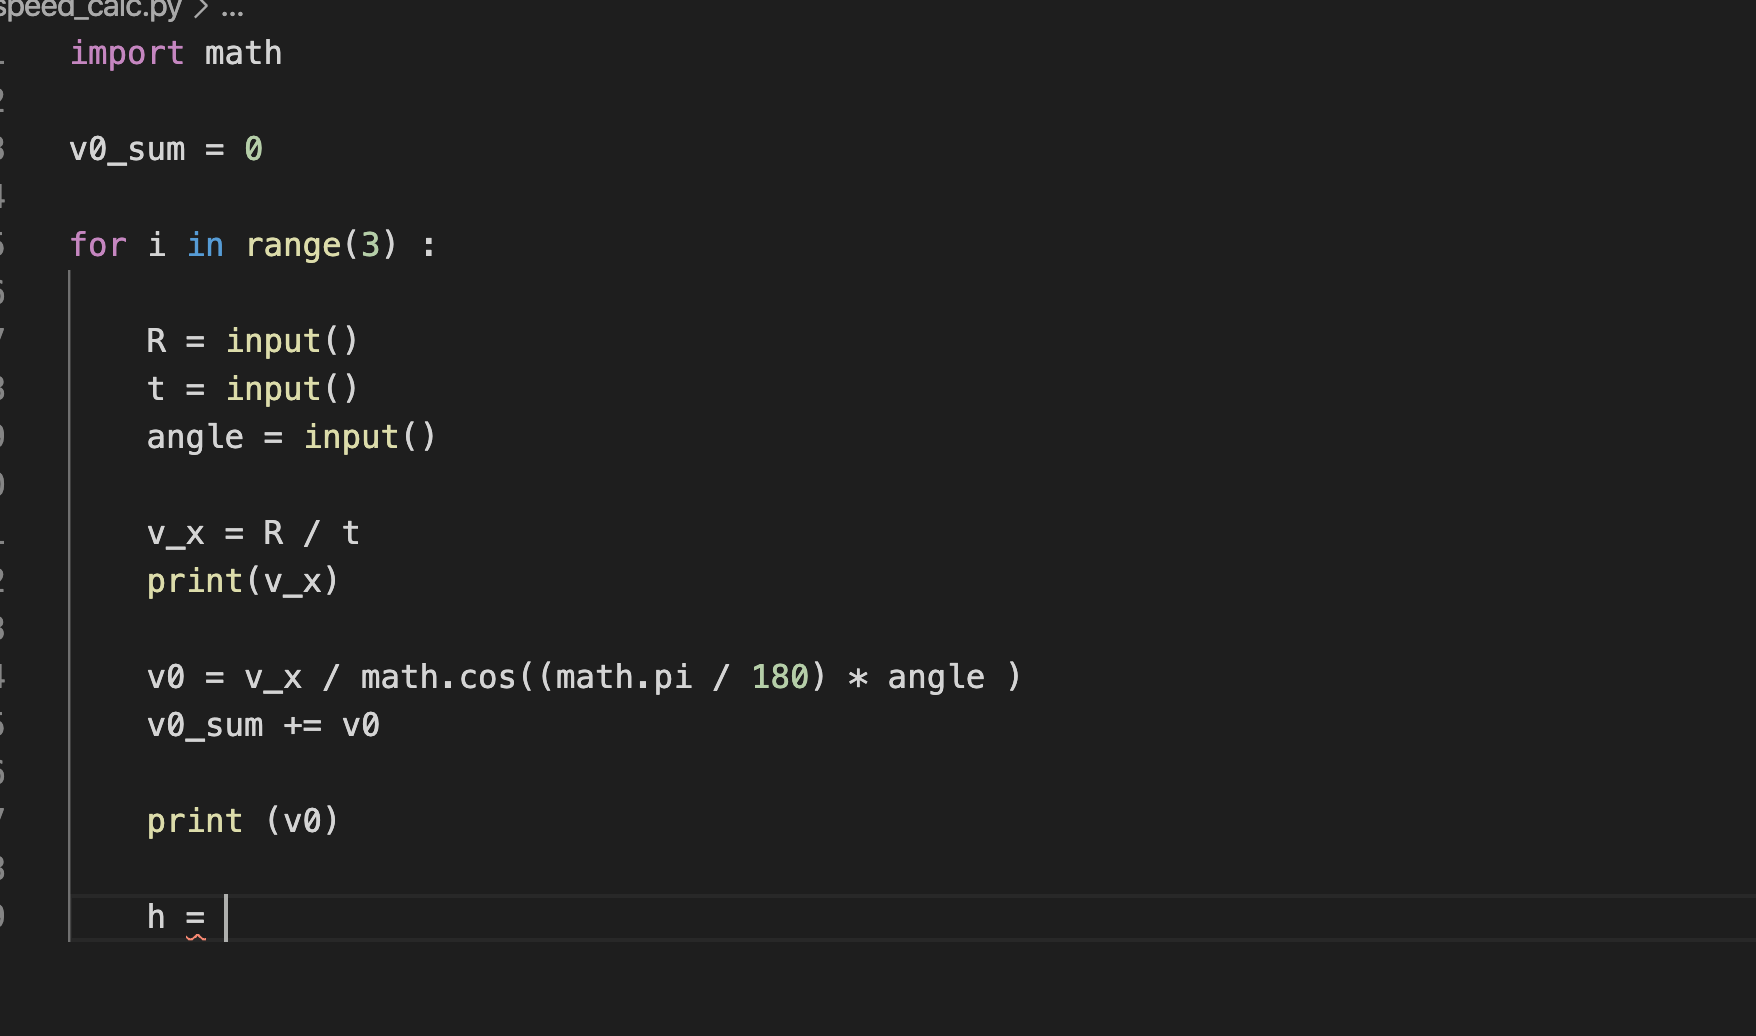 speed_calc.py > ...
import math
v0_sum = 0
for i in range(3) :
R = input()
t = input()
angle = input()
v_x = R / t
print(v_x)
v0 = v_x / math.cos((math.pi / 180) * angle )
v0_sum += v0
print (v0)
h =